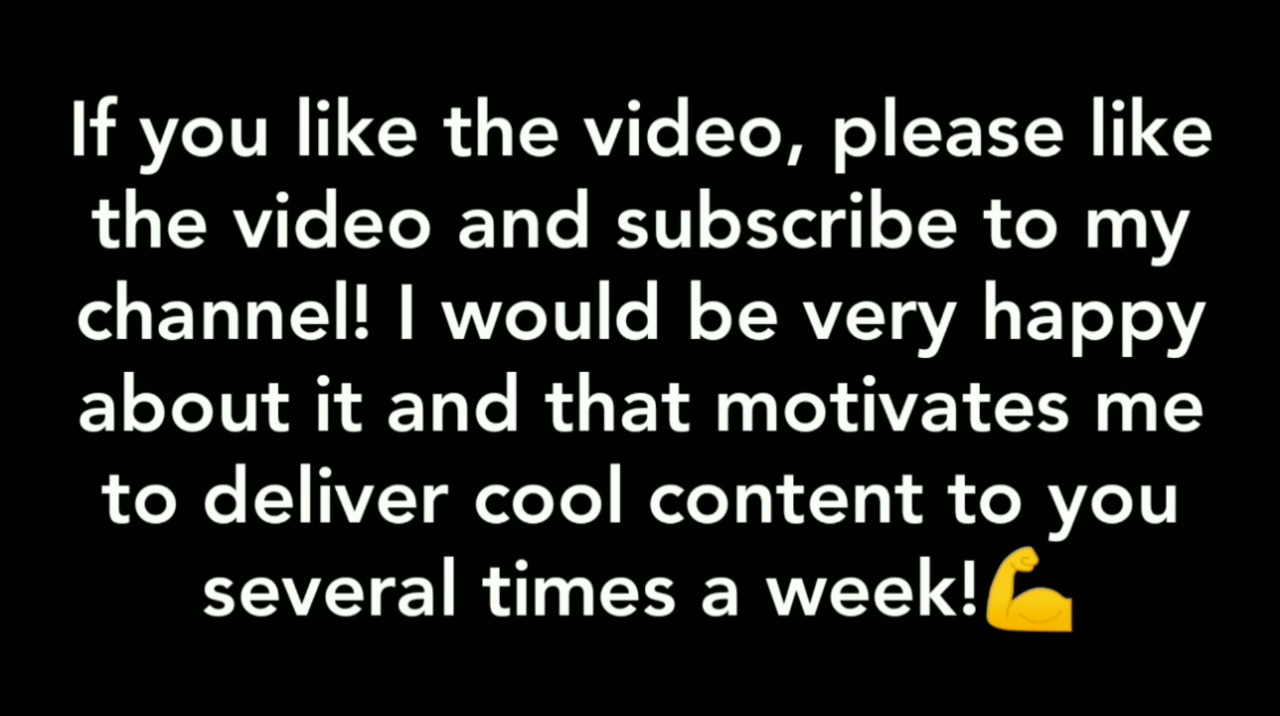 If you like the video, please like
the video and subscribe to my
channel! I would be very happy
about it and that motivates me
to deliver cool content to you
several times a week!💪